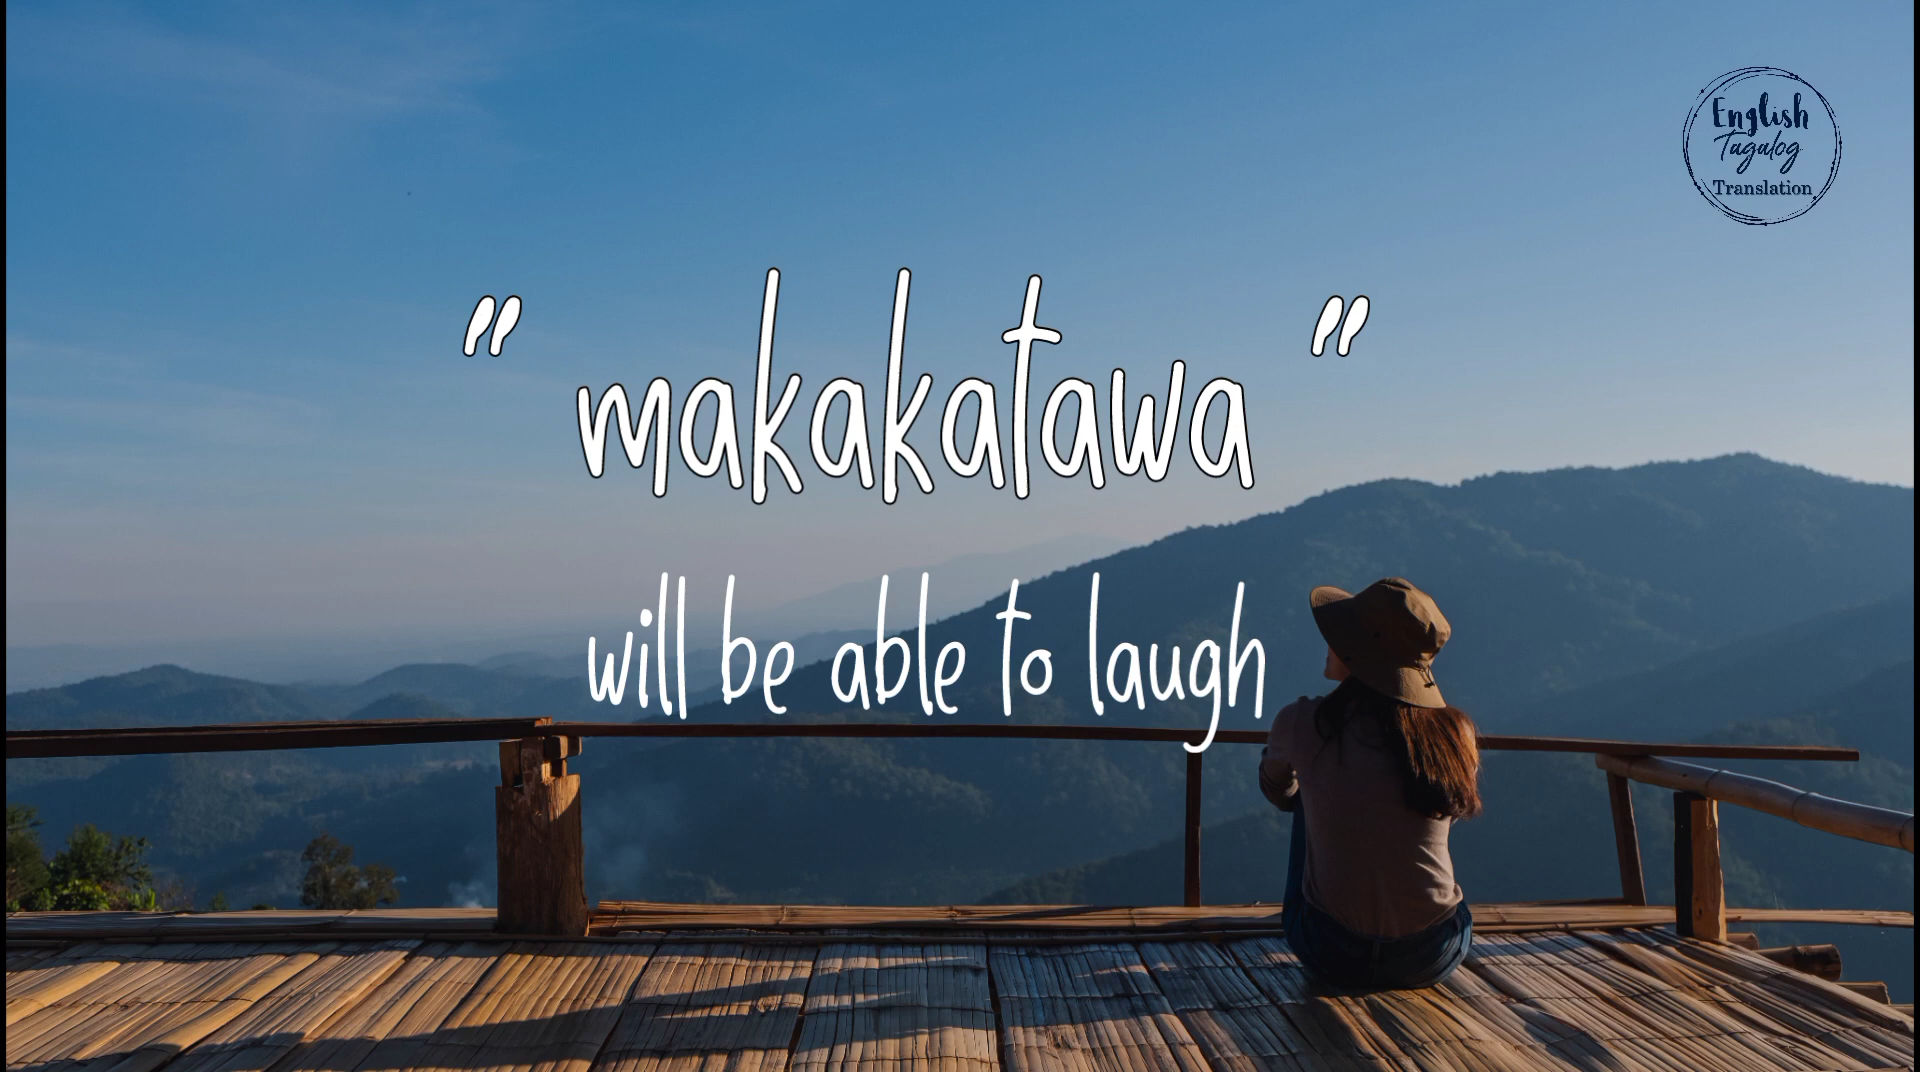 English
Tagalog
Translation
" makakatawa "
will be able to laugh